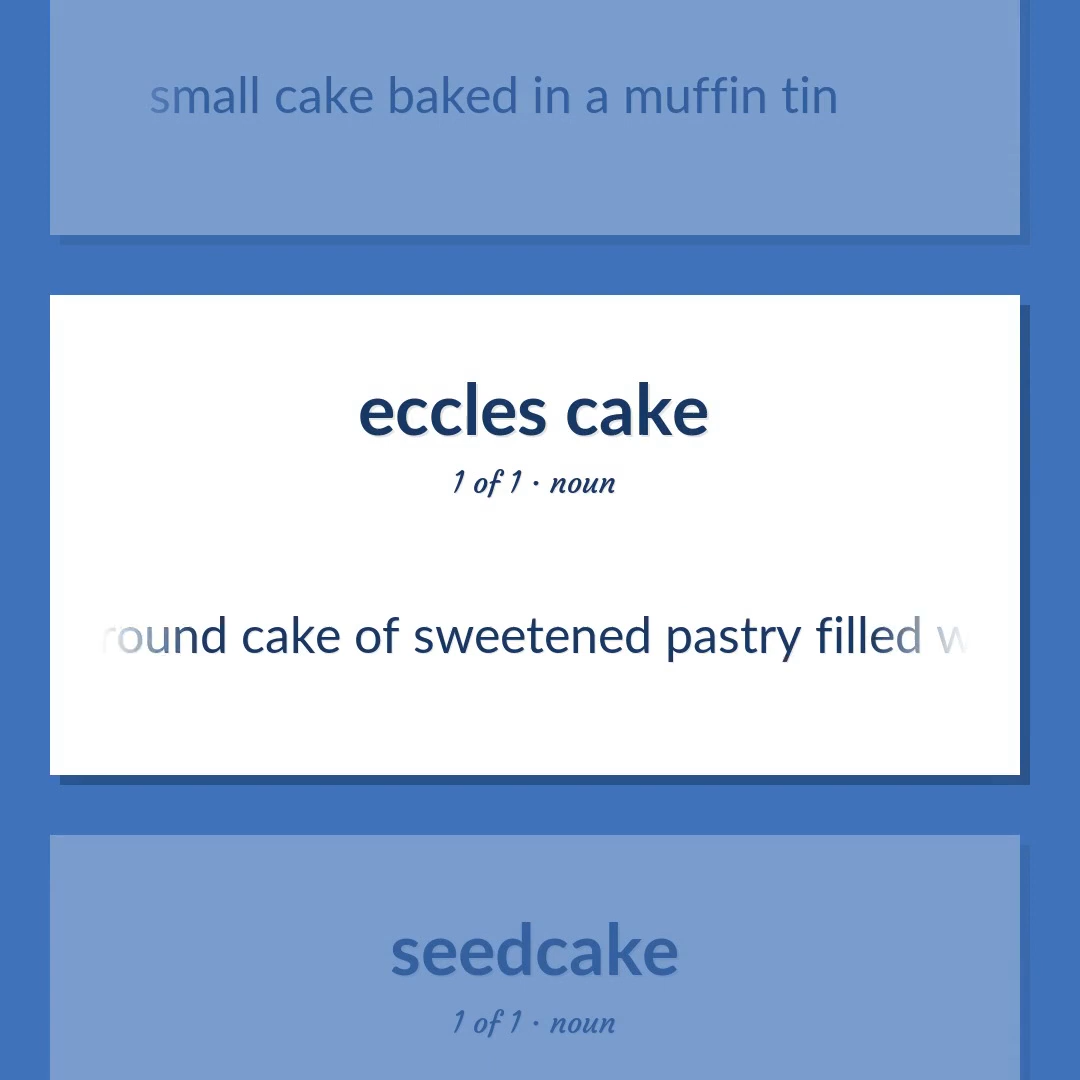 small cake baked in a muffin tin
eccles cake
1 of 1 · noun
round cake of sweetened pastry filled
seedcake
1 of 1 · noun